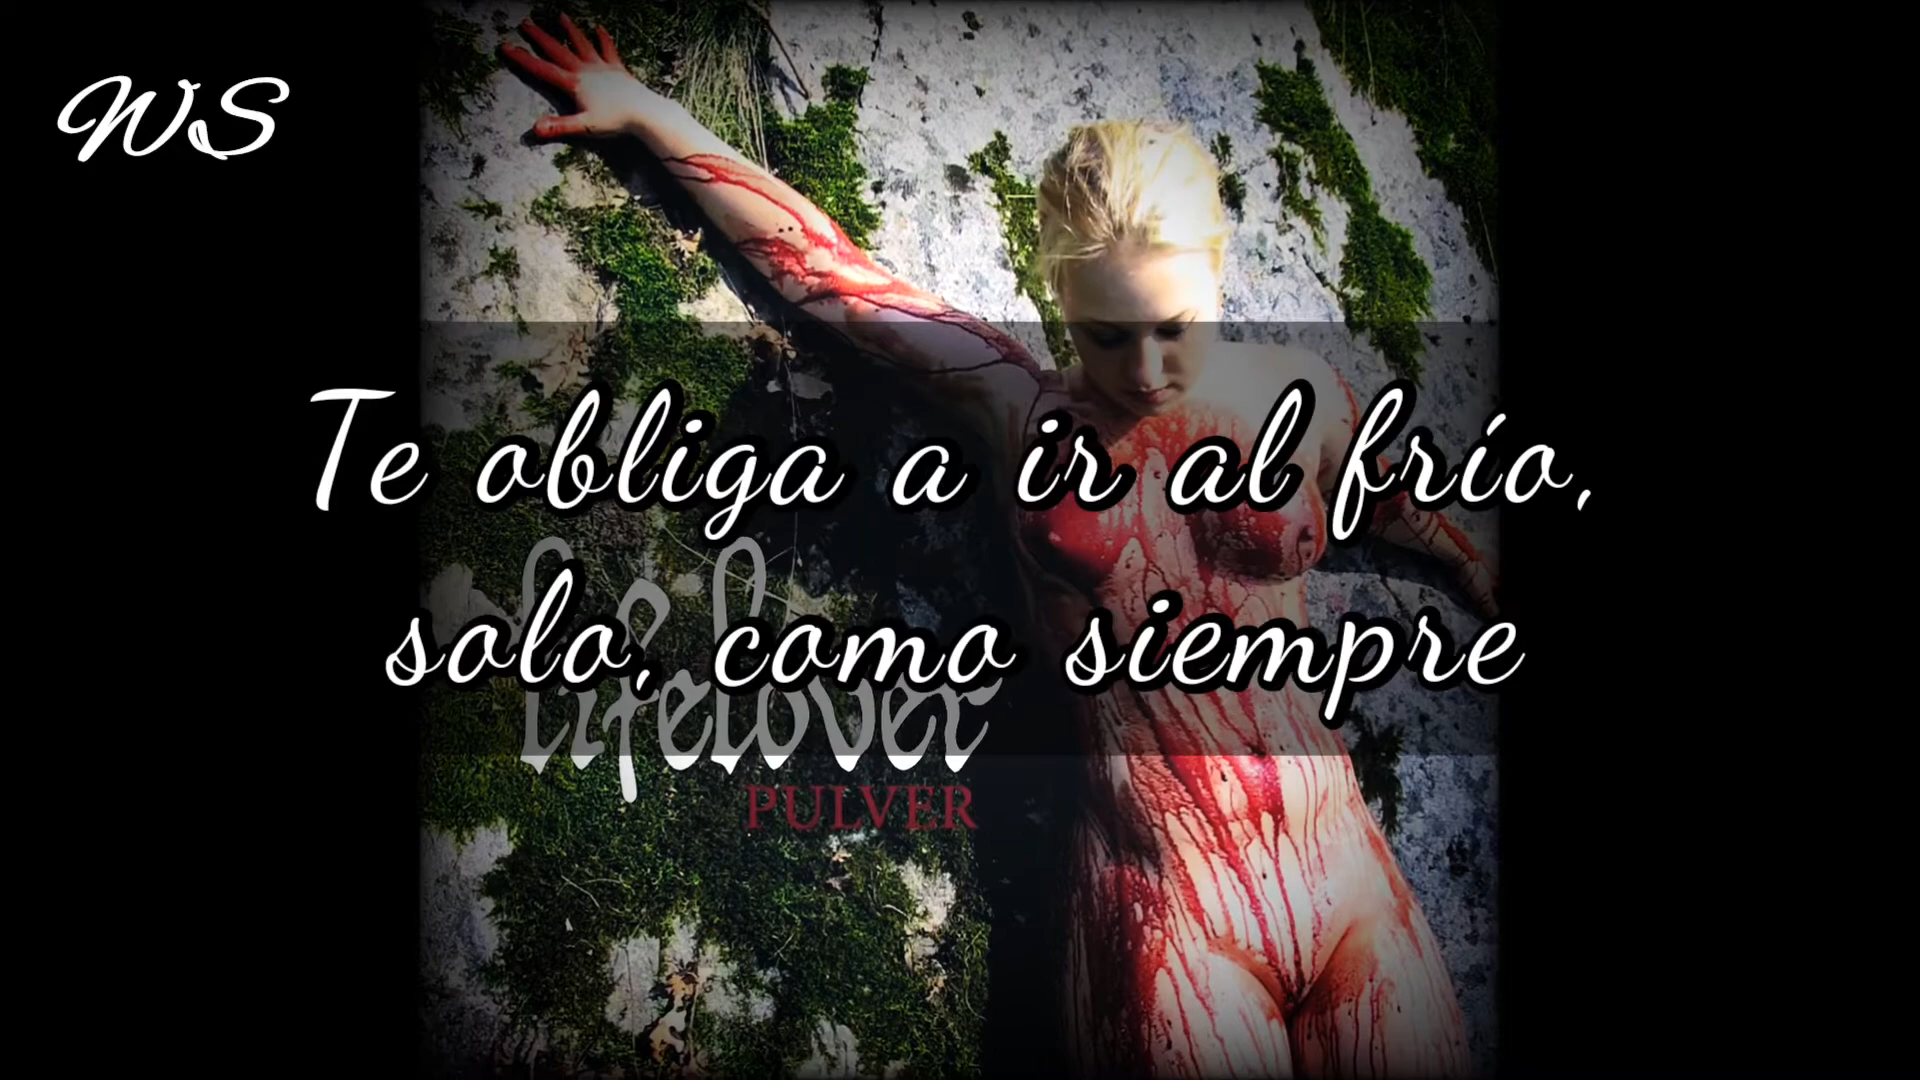 WS
Te obliga a ir al frío,
solo, como siempre
lifelover
PULVER